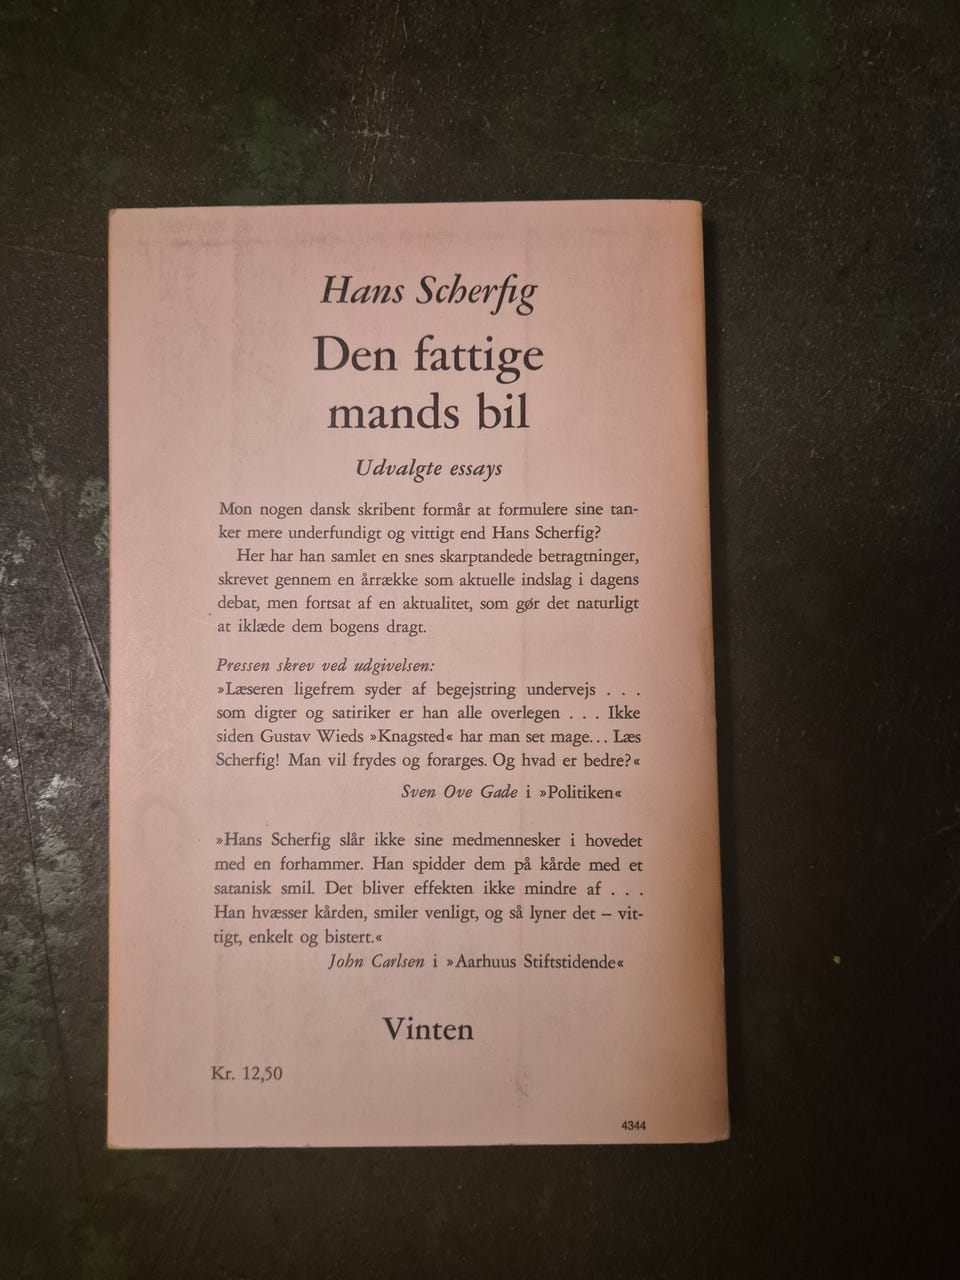 Hans Scherfig
Den fattige
mands bil
Udvalgte essays
Mon nogen dansk skribent formår at formulere sine tan-
ker mere underfundigt og vittigt end Hans Scherfig?
Her har han samlet en snes skarptandede betragtninger,
skrevet gennem en årrække som aktuelle indslag i dagens
debat, men fortsat af en aktualitet, som gør det naturligt
at iklæde dem bogens dragt.
Pressen skrev ved udgivelsen:
»Læseren ligefrem syder af begejstring undervejs . . .
som digter og satiriker er han alle overlegen . . . Ikke
siden Gustav Wieds »Knagsted« har man set mage... Læs
Scherfig! Man vil frydes og forarges. Og hvad er bedre?«
Sven Ove Gade i »Politiken«
»Hans Scherfig slår ikke sine medmennesker i hovedet
med en forhammer. Han spidder dem på kårde med et
satanisk smil. Det bliver effekten ikke mindre af . . .
Han hvæsser kården, smiler venligt, og så lyner det – vit-
tigt, enkelt og bistert.«
John Carlsen i »Aarhuus Stiftstidende«
Vinten
Kr. 12,50
4344